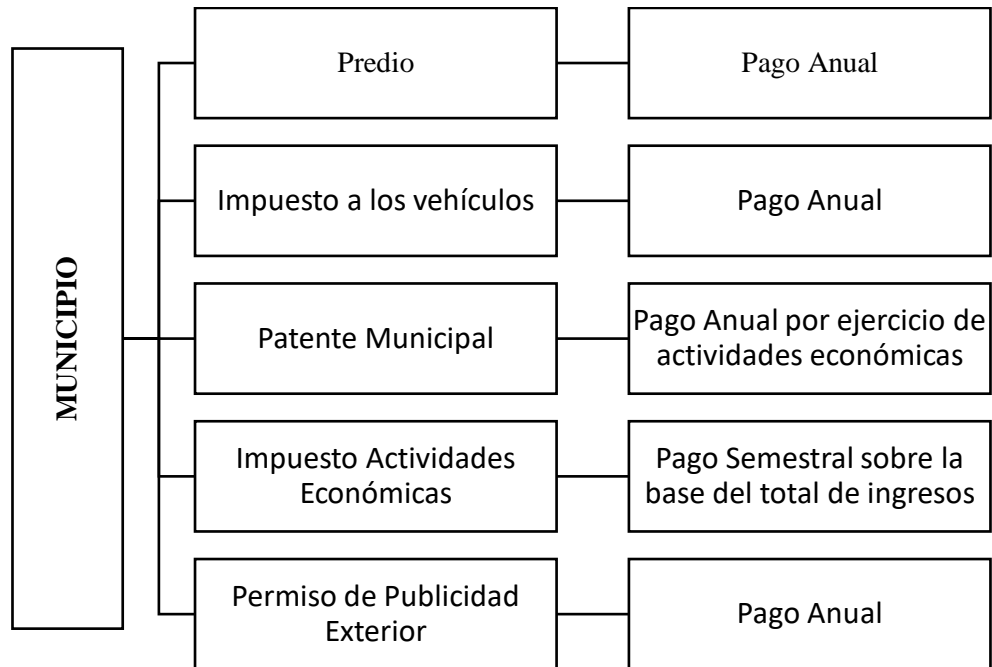 MUNICIPIO
Predio
Pago Anual
Impuesto a los vehículos
Pago Anual
Patente Municipal
Pago Anual por ejercicio de
actividades económicas
Impuesto Actividades
Económicas
Pago Semestral sobre la
base del total de ingresos
Permiso de Publicidad
Exterior
Pago Anual